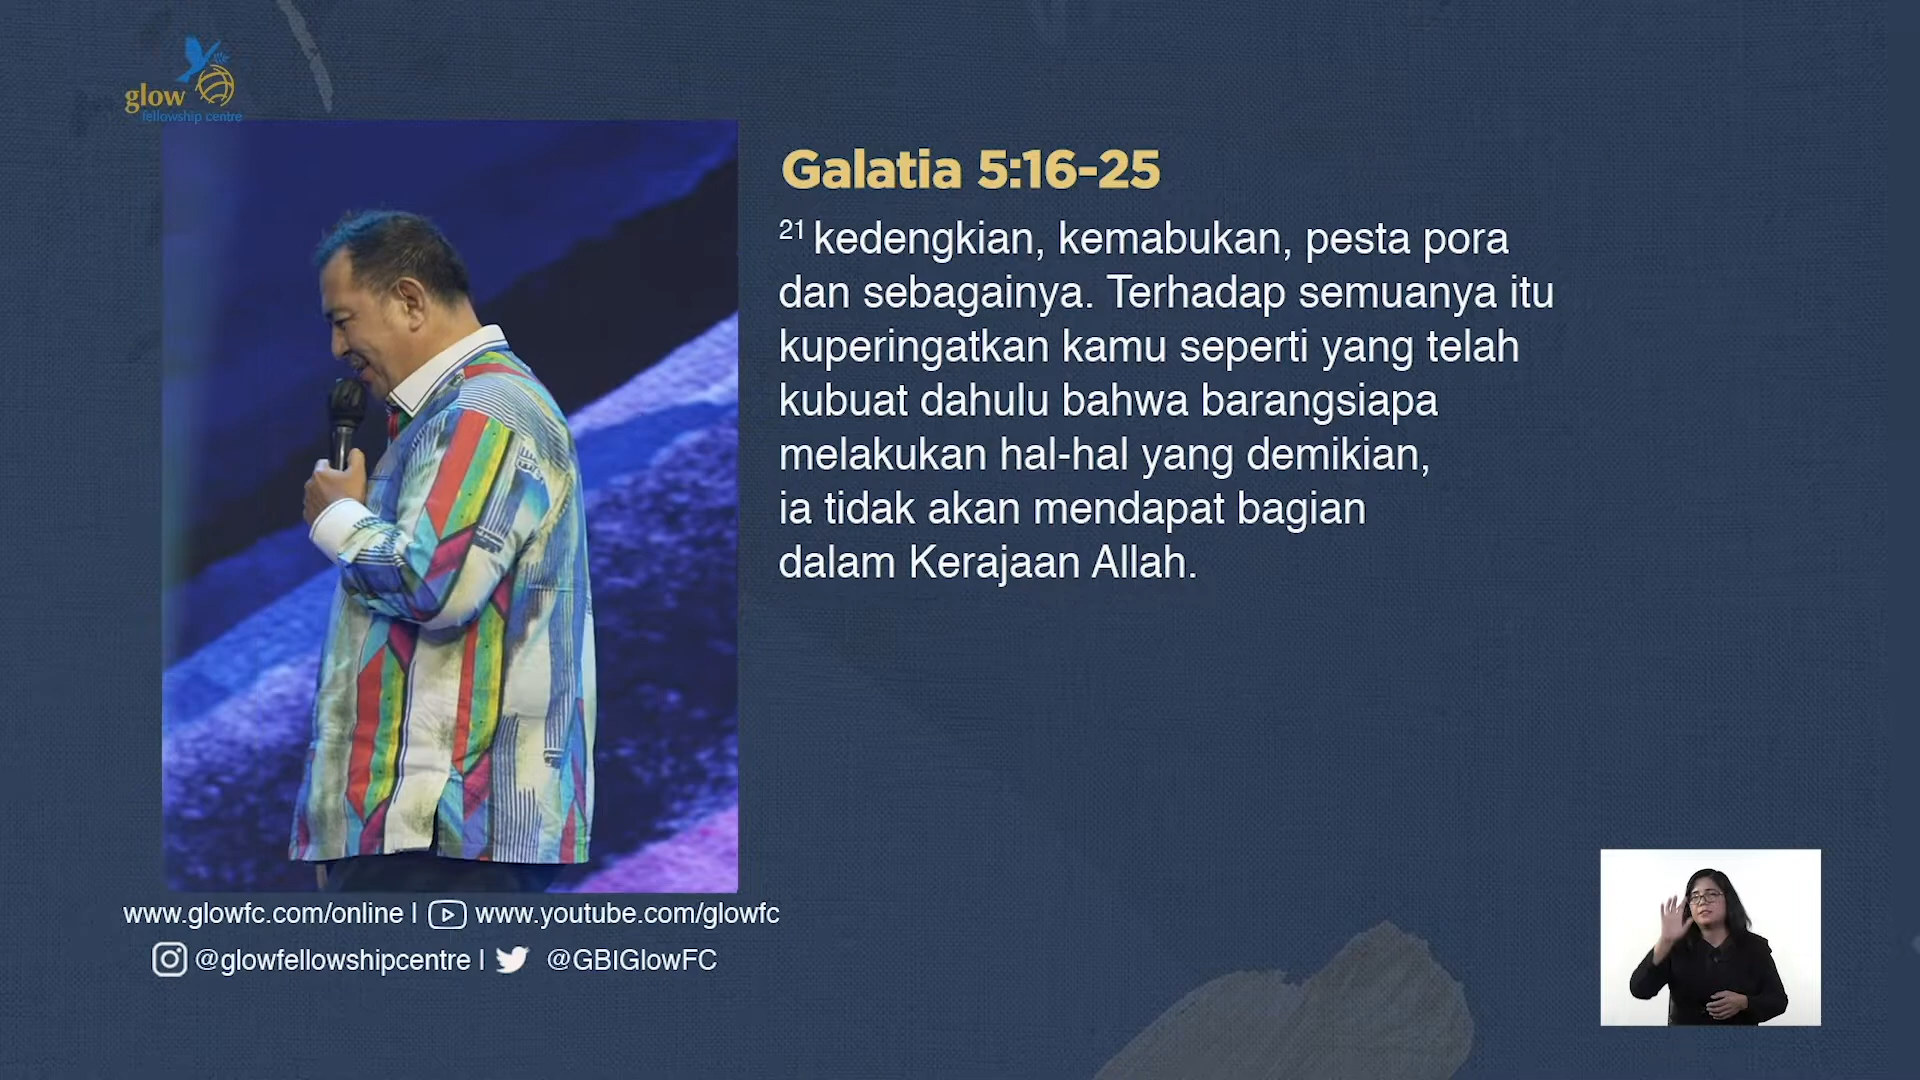 glow
fellowship centre
Galatia 5:16-25
21 kedengkian, kemabukan, pesta pora
dan sebagainya. Terhadap semuanya itu
kuperingatkan kamu seperti yang telah
kubuat dahulu bahwa barangsiapa
melakukan hal-hal yang demikian,
ia tidak akan mendapat bagian
dalam Kerajaan Allah.
www.glowfc.com/online | www.youtube.com/glowfc
@glowfellowshipcentre | @GBIGlowFC